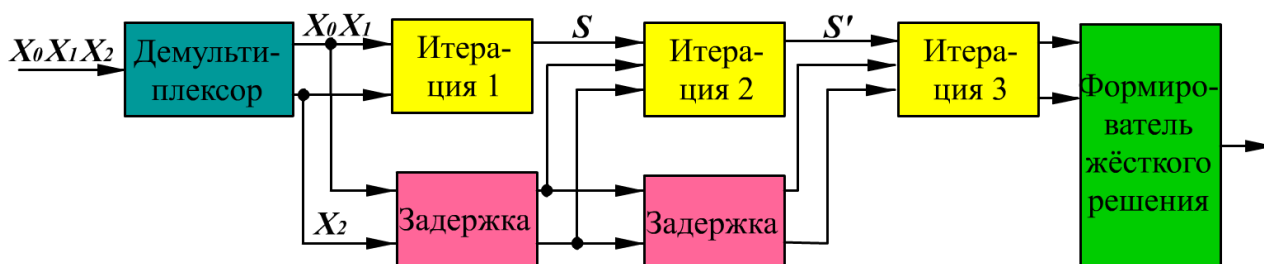 X₀X₁X₂
Демульти-
плексор
X₀X₁
X₂
Итера-
ция 1
S
Итера-
ция 2
S'
Итера-
ция 3
Задержка
Задержка
Формиро-
ватель
жёсткого
решения